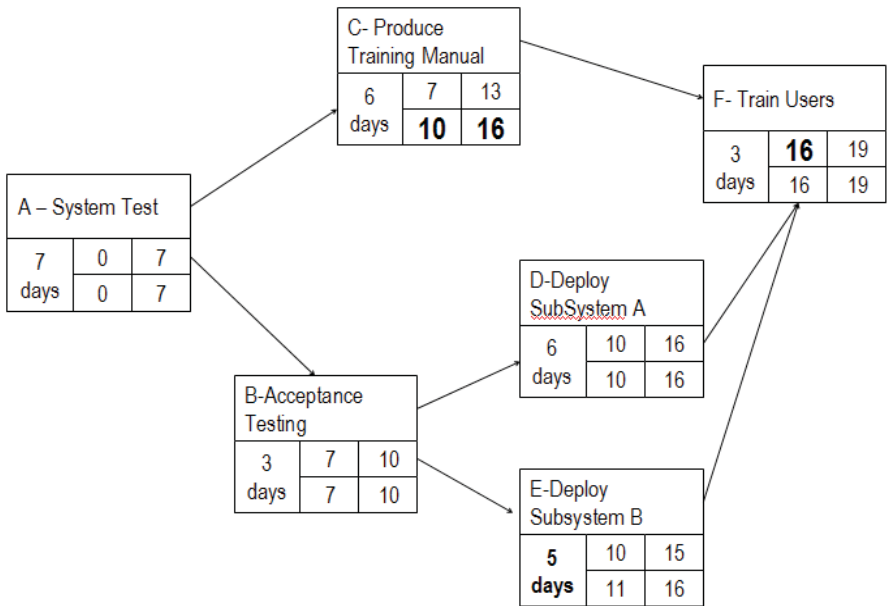 C- Produce
Training Manual
6
days
7 13
10 16
F- Train Users
3
days
16 19
16 19
A – System Test
7
days
0 7
0 7
D-Deploy
SubSystem A
6
days
10 16
10 16
B-Acceptance
Testing
3
days
7 10
7 10
E-Deploy
Subsystem B
5
days
10 15
11 16